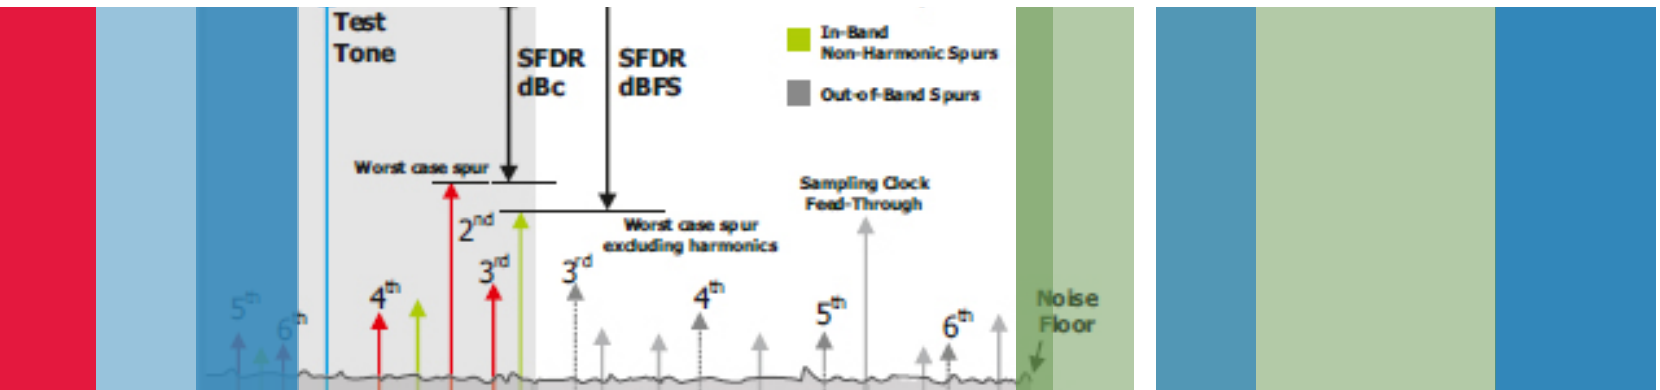 Test
Tone
SFDR
dBc
SFDR
dBFS
In-Band
Non-Harmonic Spurs
Out-of-Band Spurs
Worst case spur
Sampling Clock
Feed-Through
2nd
Worst case spur
excluding harmonics
3rd
3rd
5th
6th
4th
4th
5th
6th
Noise
Floor